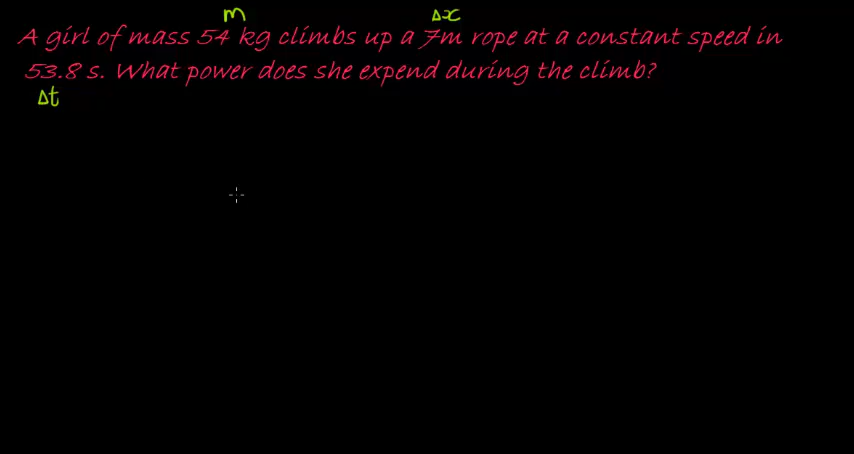 m Δx
A girl of mass 54 kg climbs up a 7m rope at a constant speed in
53.8 s. What power does she expend during the climb?
Δt